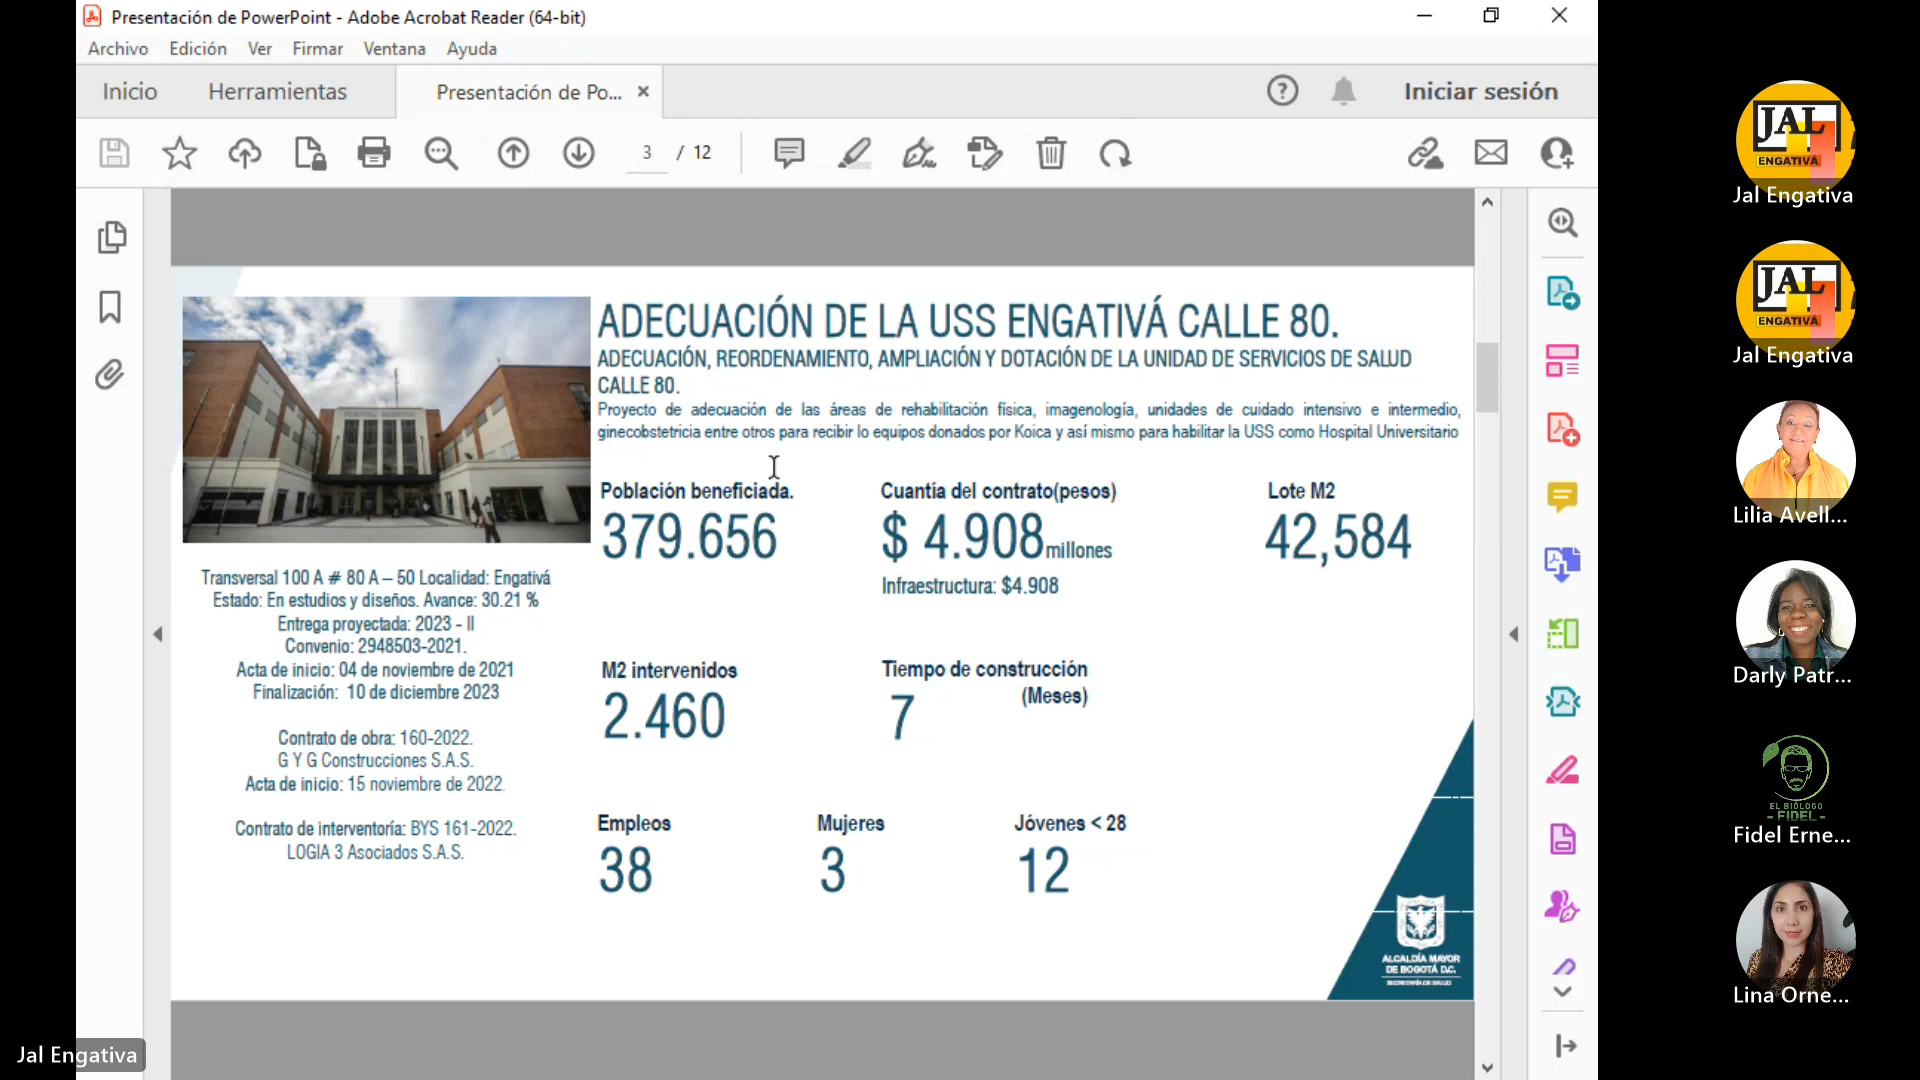 Presentación de PowerPoint - Adobe Acrobat Reader (64-bit)
Archivo Edición Ver Firmar Ventana Ayuda
Inicio Herramientas Presentación de Po... × Iniciar sesión
3 / 12
ADECUACIÓN DE LA USS ENGATIVÁ CALLE 80.
ADECUACIÓN, REORDENAMIENTO, AMPLIACIÓN Y DOTACIÓN DE LA UNIDAD DE SERVICIOS DE SALUD
CALLE 80.
Proyecto de adecuación de las áreas de rehabilitación física, imagenología, unidades de cuidado intensivo e intermedio,
ginecobstetricia entre otros para recibir lo equipos donados por Koica y así mismo para habilitar la USS como Hospital Universitario
Población beneficiada.
379.656
Cuantía del contrato(pesos)
$ 4.908 millones
Infraestructura: $4.908
Lote M2
42,584
M2 intervenidos
2.460
Tiempo de construcción
(Meses)
7
Empleos
38
Mujeres
3
Jóvenes < 28
12
Transversal 100 A # 80 A – 50 Localidad: Engativá
Estado: En estudios y diseños. Avance: 30.21 %
Entrega proyectada: 2023 - II
Convenio: 2948503-2021.
Acta de inicio: 04 de noviembre de 2021
Finalización: 10 de diciembre 2023
Contrato de obra: 160-2022.
G Y G Construcciones S.A.S.
Acta de inicio: 15 noviembre de 2022.
Contrato de interventoría: BYS 161-2022.
LOGIA 3 Asociados S.A.S.
ALCALDÍA MAYOR
DE BOGOTÁ D.C.
SECRETARÍA DE SALUD
JAL
ENGATIVÁ
Jal Engativa
JAL
ENGATIVÁ
Jal Engativa
Lilia Avell...
Darly Patr...
EL BIÓLOGO
- FIDEL -
Fidel Erne...
Lina Orne...
Jal Engativa